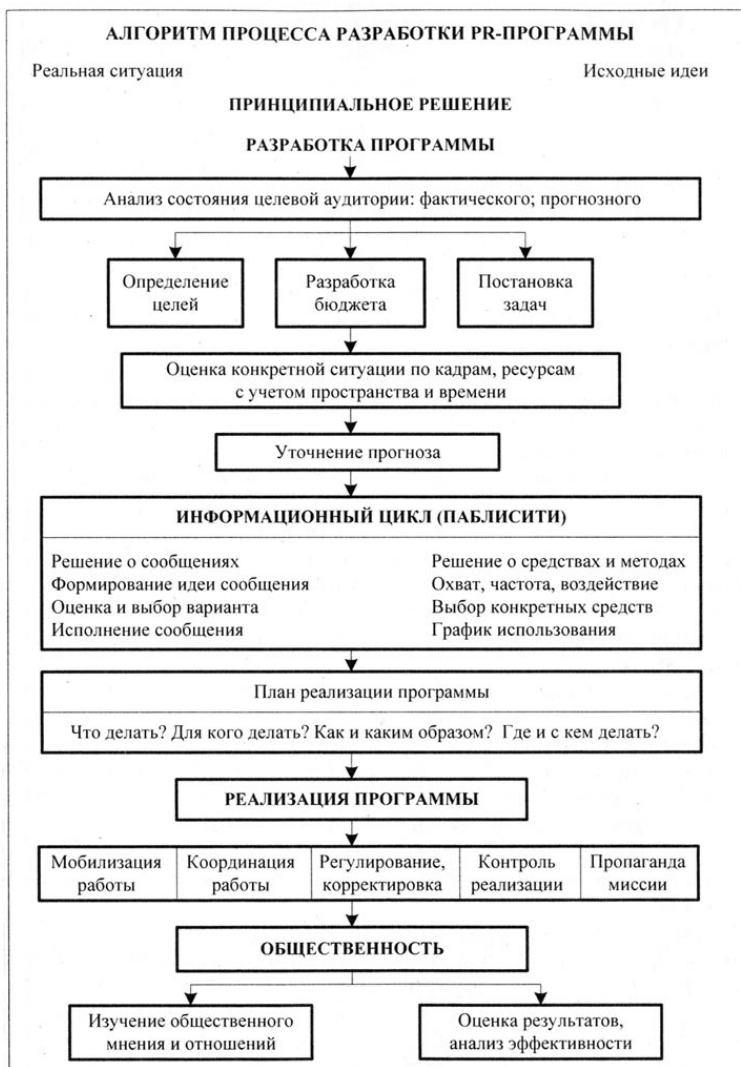 АЛГОРИТМ ПРОЦЕССА РАЗРАБОТКИ PR-ПРОГРАММЫ
Реальная ситуация
Исходные идеи
ПРИНЦИПИАЛЬНОЕ РЕШЕНИЕ
РАЗРАБОТКА ПРОГРАММЫ
Анализ состояния целевой аудитории: фактического; прогнозного
Определение
целей
Разработка
бюджета
Постановка
задач
Оценка конкретной ситуации по кадрам, ресурсам
с учетом пространства и времени
Уточнение прогноза
ИНФОРМАЦИОННЫЙ ЦИКЛ (ПАБЛИСИТИ)
Решение о сообщениях
Формирование идеи сообщения
Оценка и выбор варианта
Исполнение сообщения
Решение о средствах и методах
Охват, частота, воздействие
Выбор конкретных средств
График использования
План реализации программы
Что делать? Для кого делать? Как и каким образом? Где и с кем делать?
РЕАЛИЗАЦИЯ ПРОГРАММЫ
Мобилизация
работы
Координация
работы
Регулирование,
корректировка
Контроль
реализации
Пропаганда
миссии
ОБЩЕСТВЕННОСТЬ
Изучение общественного
мнения и отношений
Оценка результатов,
анализ эффективности